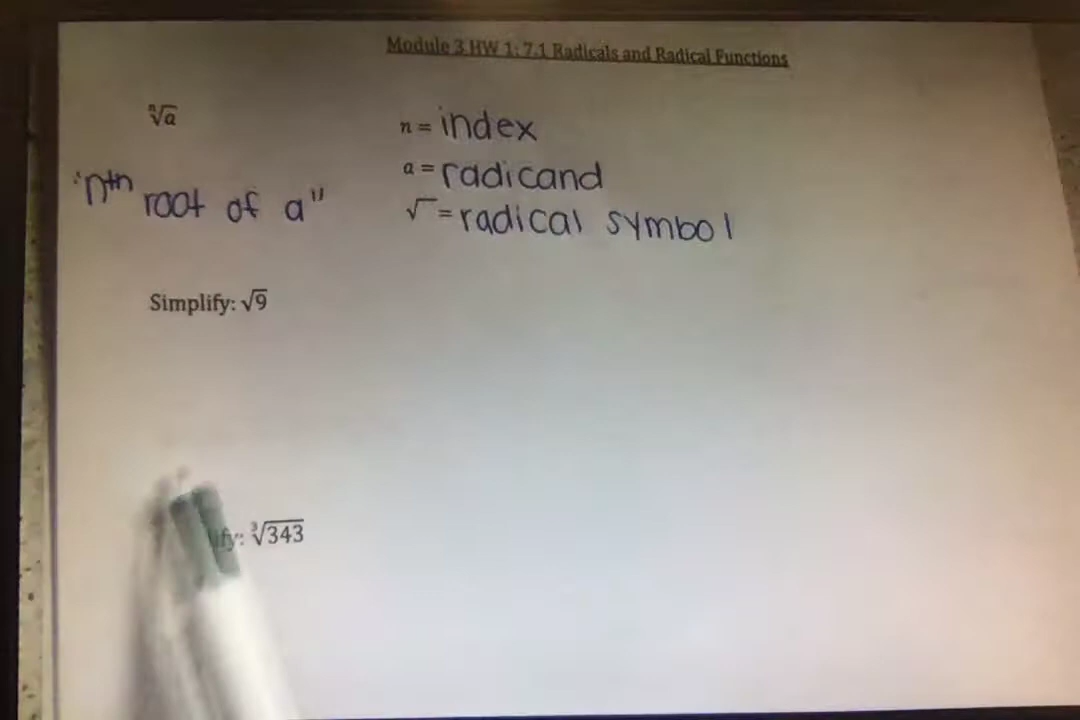 Module 3 HW 1: 7.1 Radicals and Radical Functions
ⁿ√a
"nth root of a"
n = index
a = radicand
√ = radical symbol
Simplify: √9
ify: ³√343